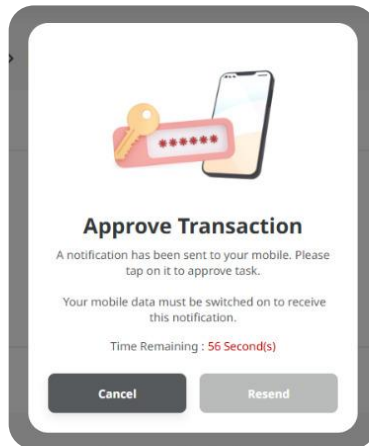 ******
Approve Transaction
A notification has been sent to your mobile. Please
tap on it to approve task.
Your mobile data must be switched on to receive
this notification.
Time Remaining : 56 Second(s)
Cancel
Resend